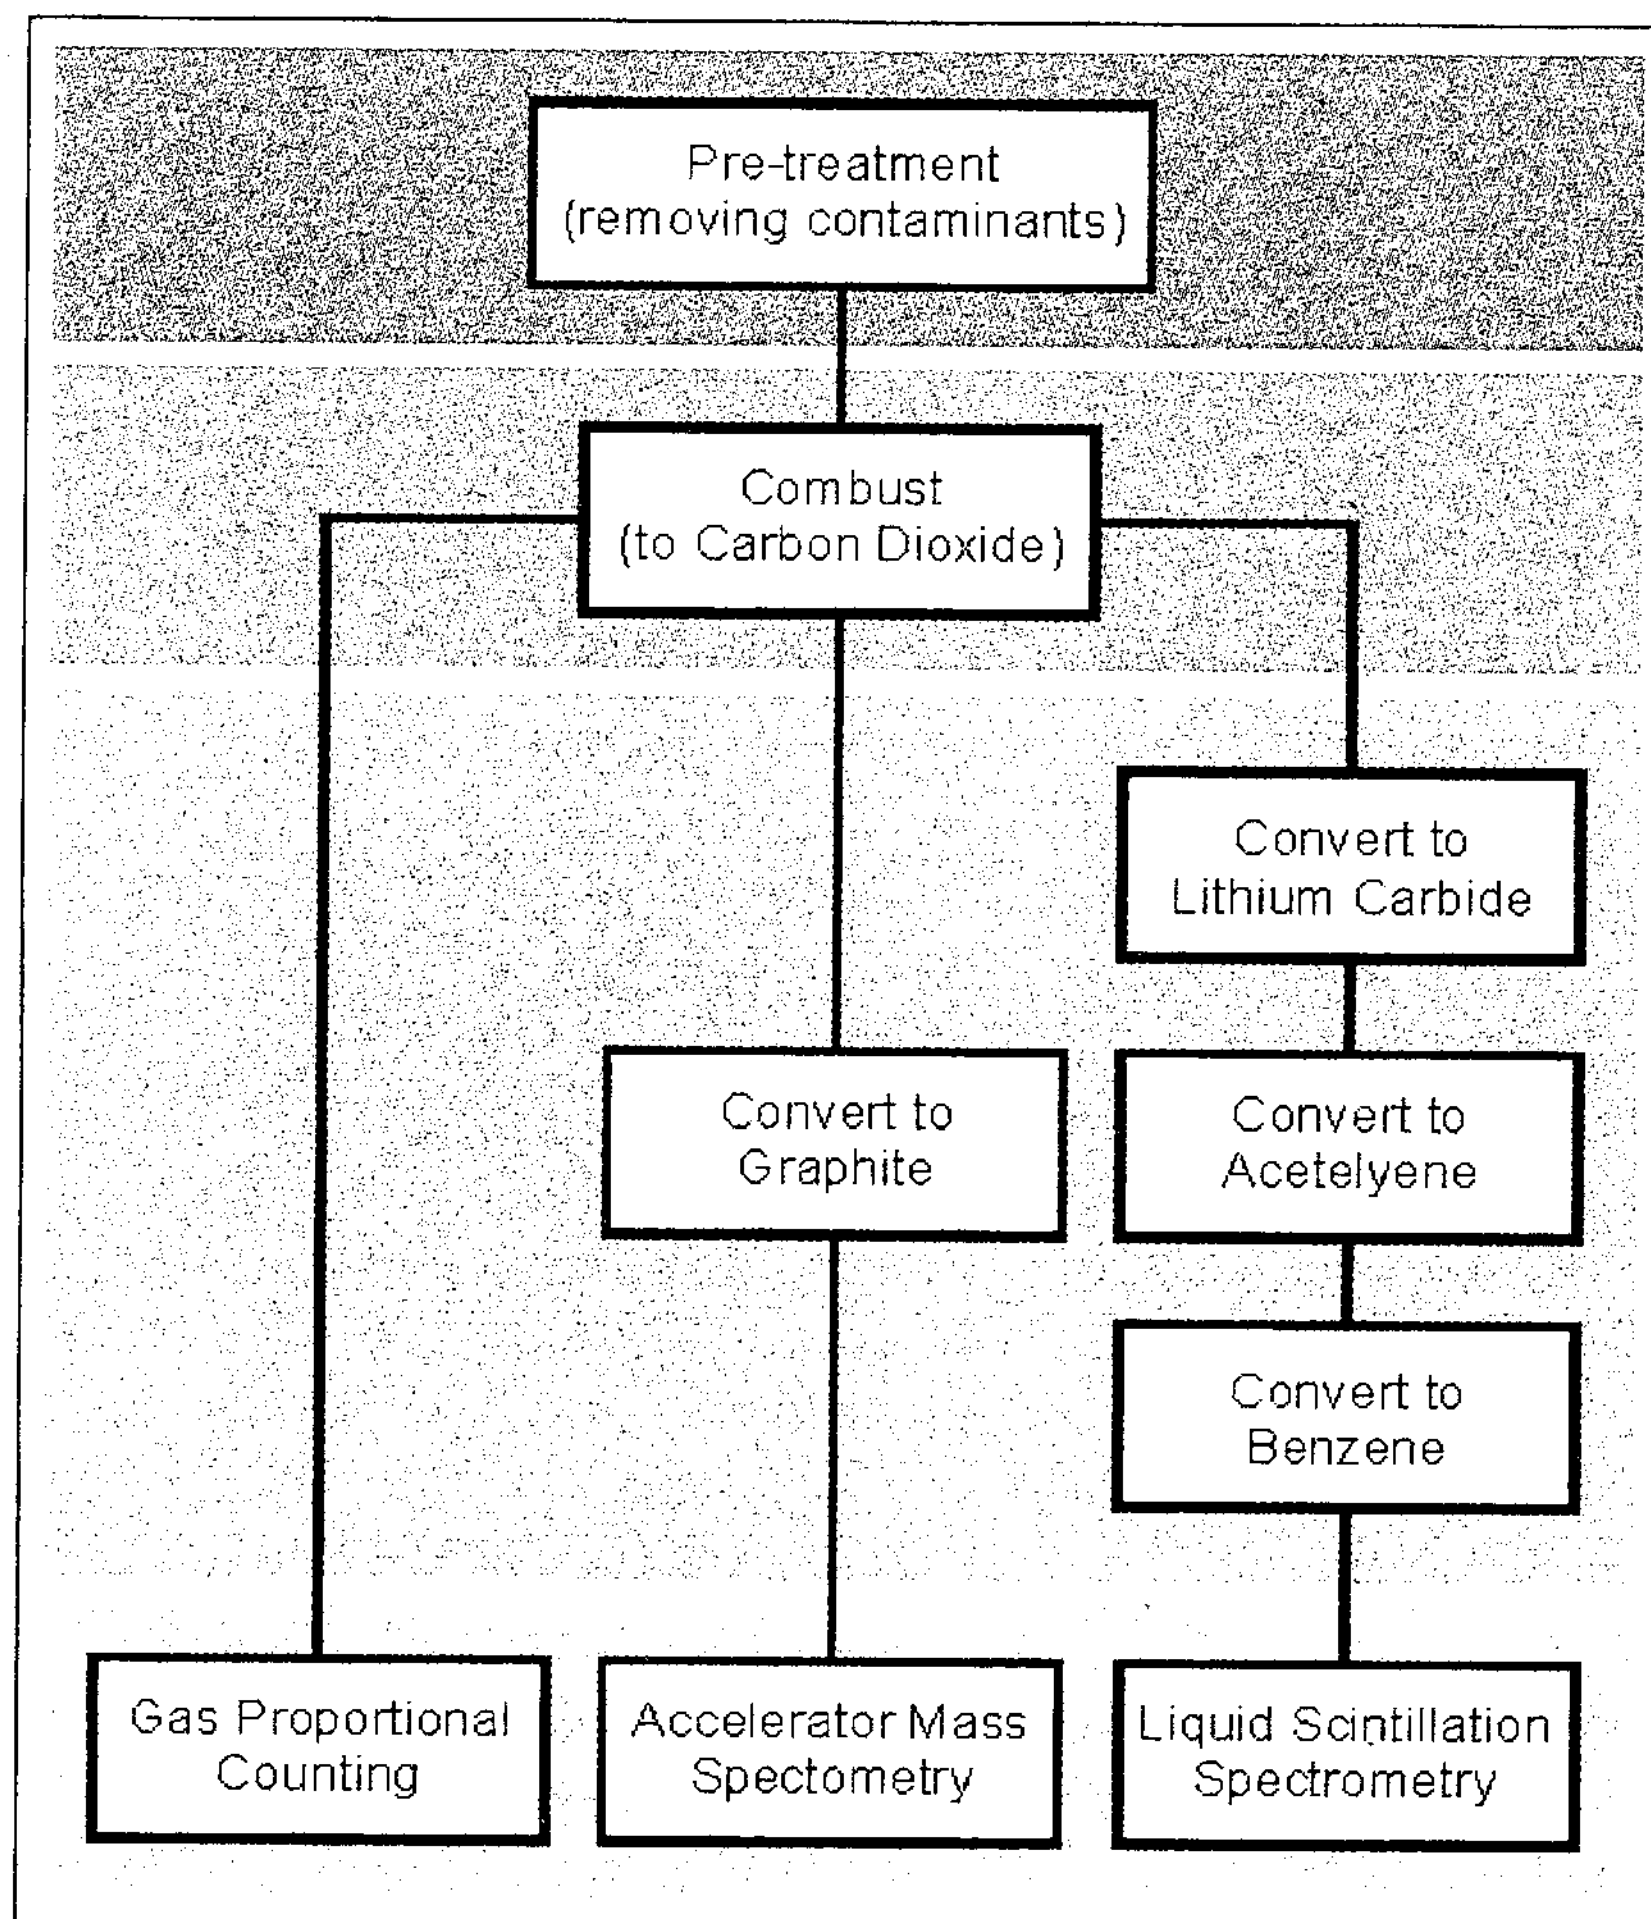 Pre-treatment
(removing contaminants)
Combust
(to Carbon Dioxide)
Convert to
Lithium Carbide
Convert to
Graphite
Convert to
Acetelyene
Convert to
Benzene
Gas Proportional
Counting
Accelerator Mass
Spectometry
Liquid Scintillation
Spectrometry